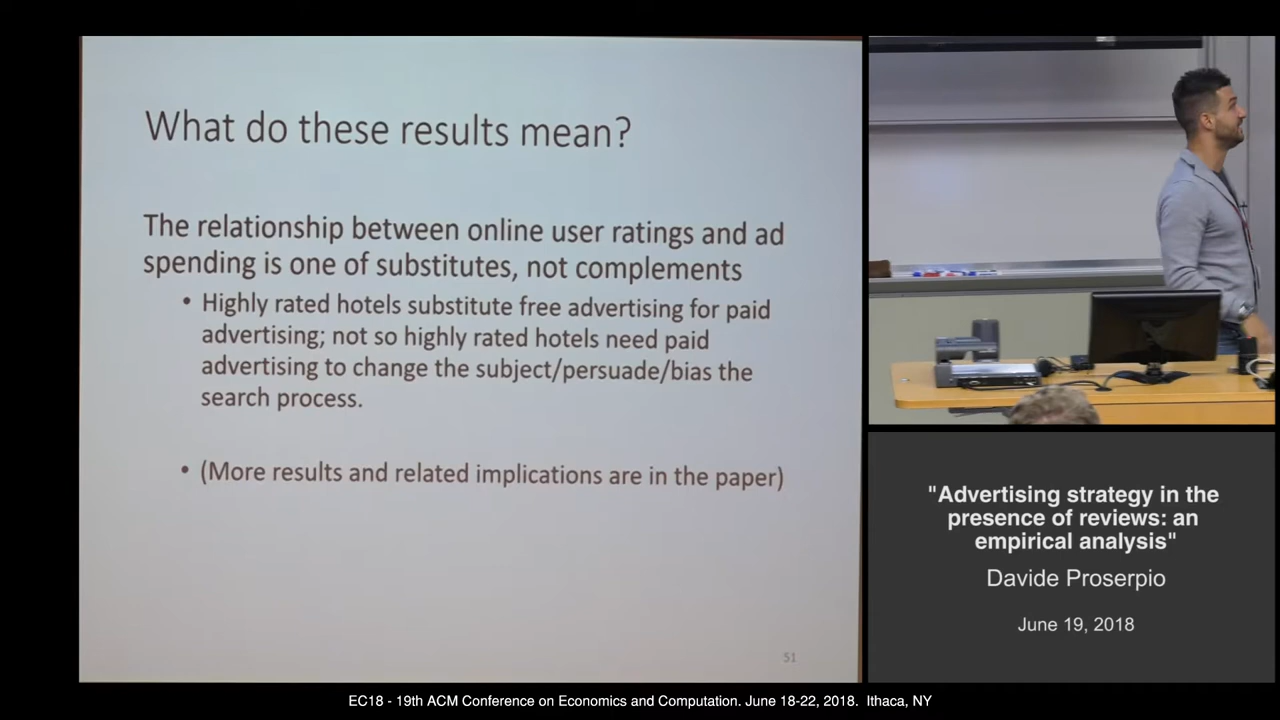 What do these results mean?
The relationship between online user ratings and ad
spending is one of substitutes, not complements
• Highly rated hotels substitute free advertising for paid
advertising; not so highly rated hotels need paid
advertising to change the subject/persuade/bias the
search process.
• (More results and related implications are in the paper)
51
"Advertising strategy in the
presence of reviews: an
empirical analysis"
Davide Proserpio
June 19, 2018
EC18 - 19th ACM Conference on Economics and Computation. June 18-22, 2018. Ithaca, NY